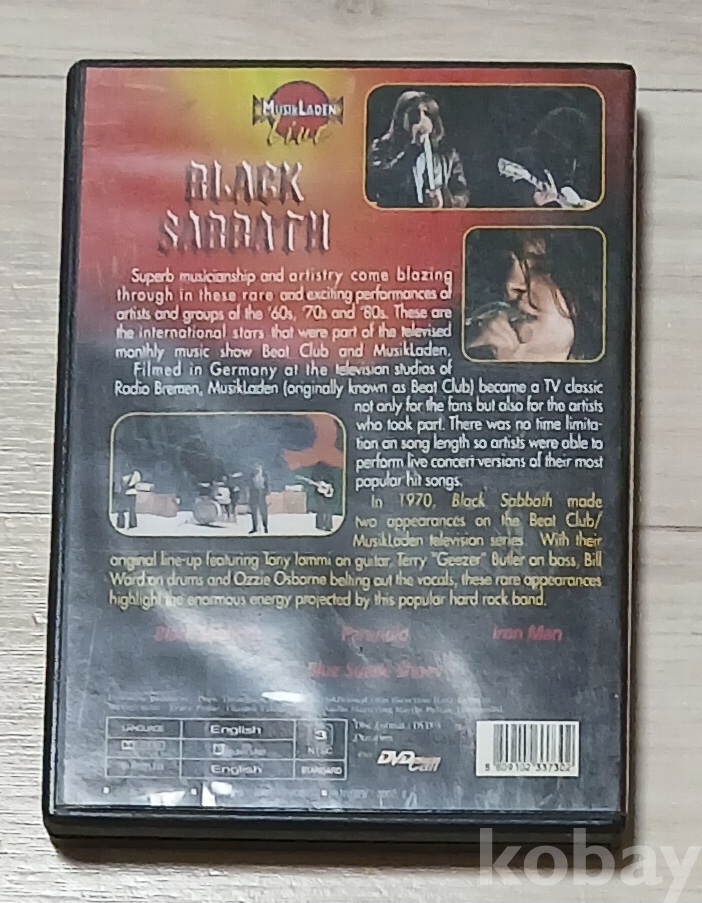 MUSIKLADEN
Live
BLACK
SABBATH
Superb musicianship and artistry come blazing
through in these rare and exciting performances of
artists and groups of the '60s, '70s and '80s. These are
the international stars that were part of the televised
monthly music show Beat Club and MusikLaden,
Filmed in Germany at the television studios of
Radio Bremen, MusikLaden (originally known as Beat Club) became a TV classic
not only for the fans but also for the artists
who took part. There was no time limita-
tion on song length so artists were able to
perform live concert versions of their most
popular hit songs.
In 1970, Black Sabbath made
two appearances on the Beat Club/
MusikLaden television series. With their
original line-up featuring Tony Iommi on guitar, Terry "Geezer" Butler on bass, Bill
Ward on drums and Ozzie Osborne belting out the vocals, these rare appearances
highlight the enormous energy projected by this popular hard rock band.
Black Sabbath Paranoid Iron Man
Blue Suede Shoes
LANGUAGE English 3
NTSC
English STANDARD
DVD
8 809102 337302
kobay